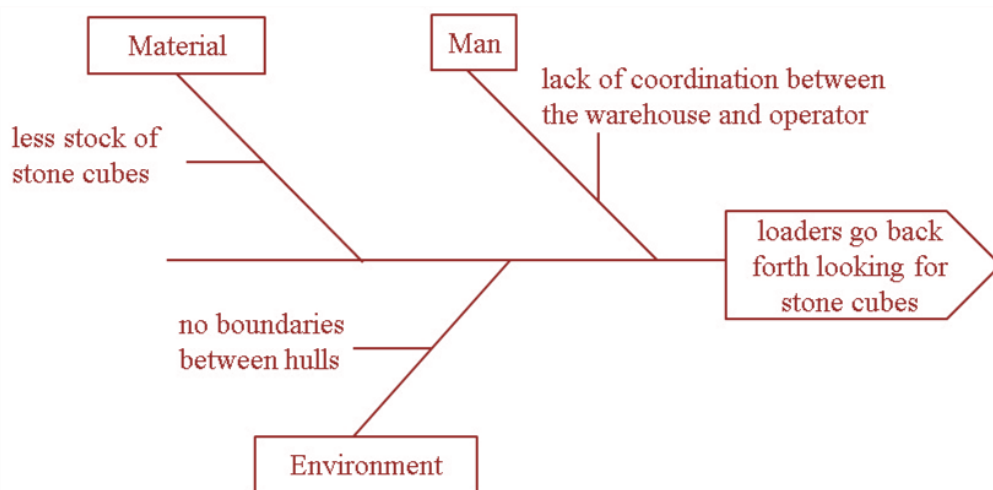 Material
Man
lack of coordination between
the warehouse and operator
less stock of
stone cubes
loaders go back
forth looking for
stone cubes
no boundaries
between hulls
Environment